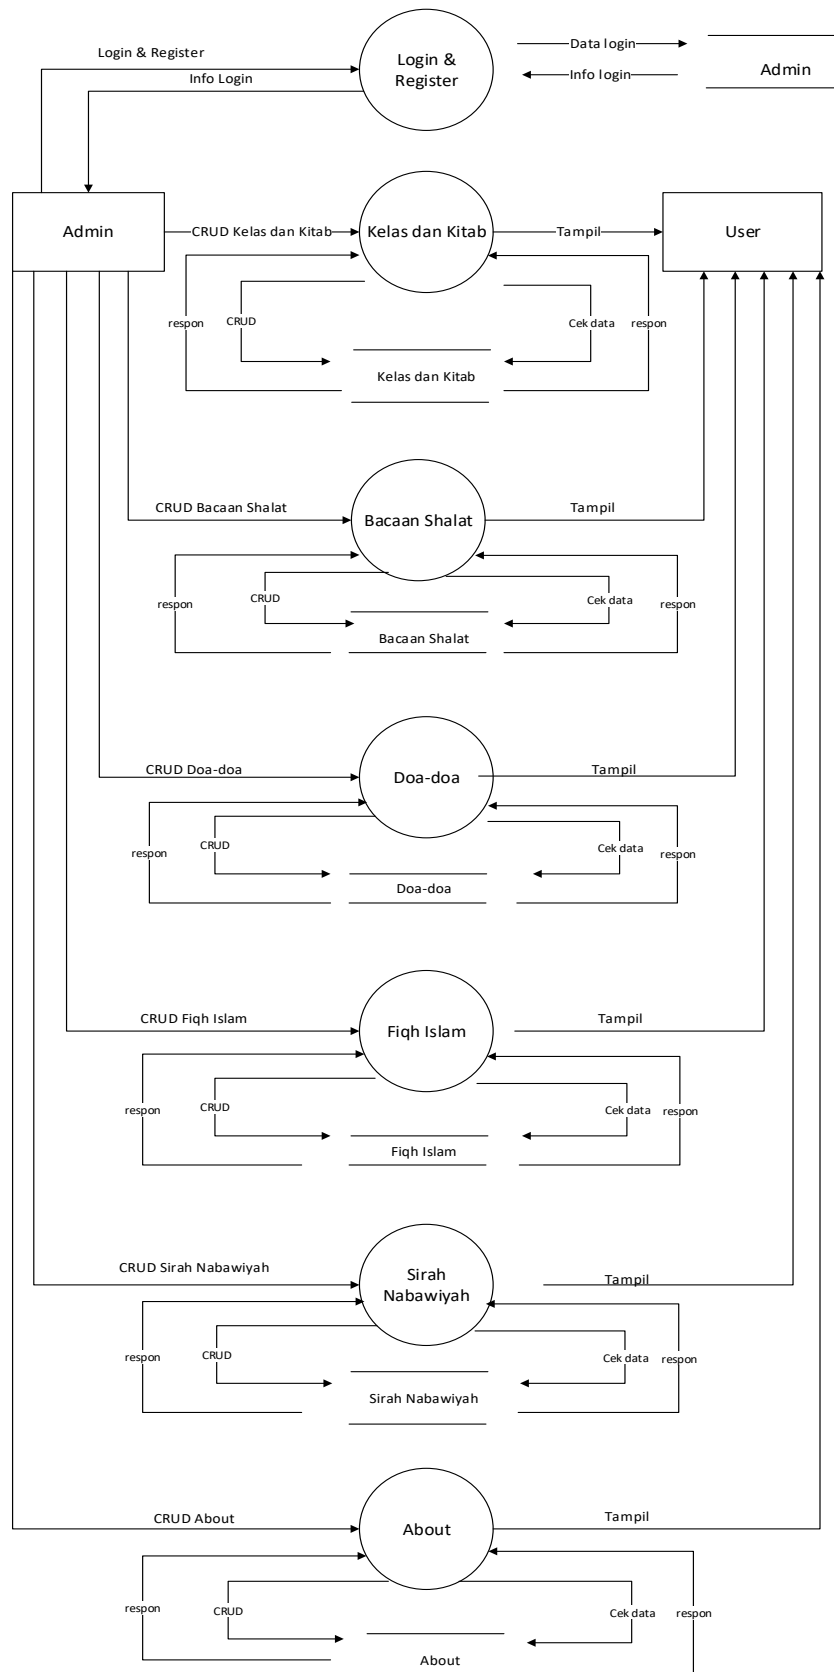 Login & Register
Info Login
Login &
Register
Data login
Info login
Admin
Admin
CRUD Kelas dan Kitab
Kelas dan Kitab
Tampil
User
respon
CRUD
Cek data
respon
Kelas dan Kitab
CRUD Bacaan Shalat
Bacaan Shalat
Tampil
respon
CRUD
Cek data
respon
Bacaan Shalat
CRUD Doa-doa
Doa-doa
Tampil
respon
CRUD
Cek data
respon
Doa-doa
CRUD Fiqh Islam
Fiqh Islam
Tampil
respon
CRUD
Cek data
respon
Fiqh Islam
CRUD Sirah Nabawiyah
Sirah
Nabawiyah
Tampil
respon
CRUD
Cek data
respon
Sirah Nabawiyah
CRUD About
About
Tampil
respon
CRUD
Cek data
respon
About